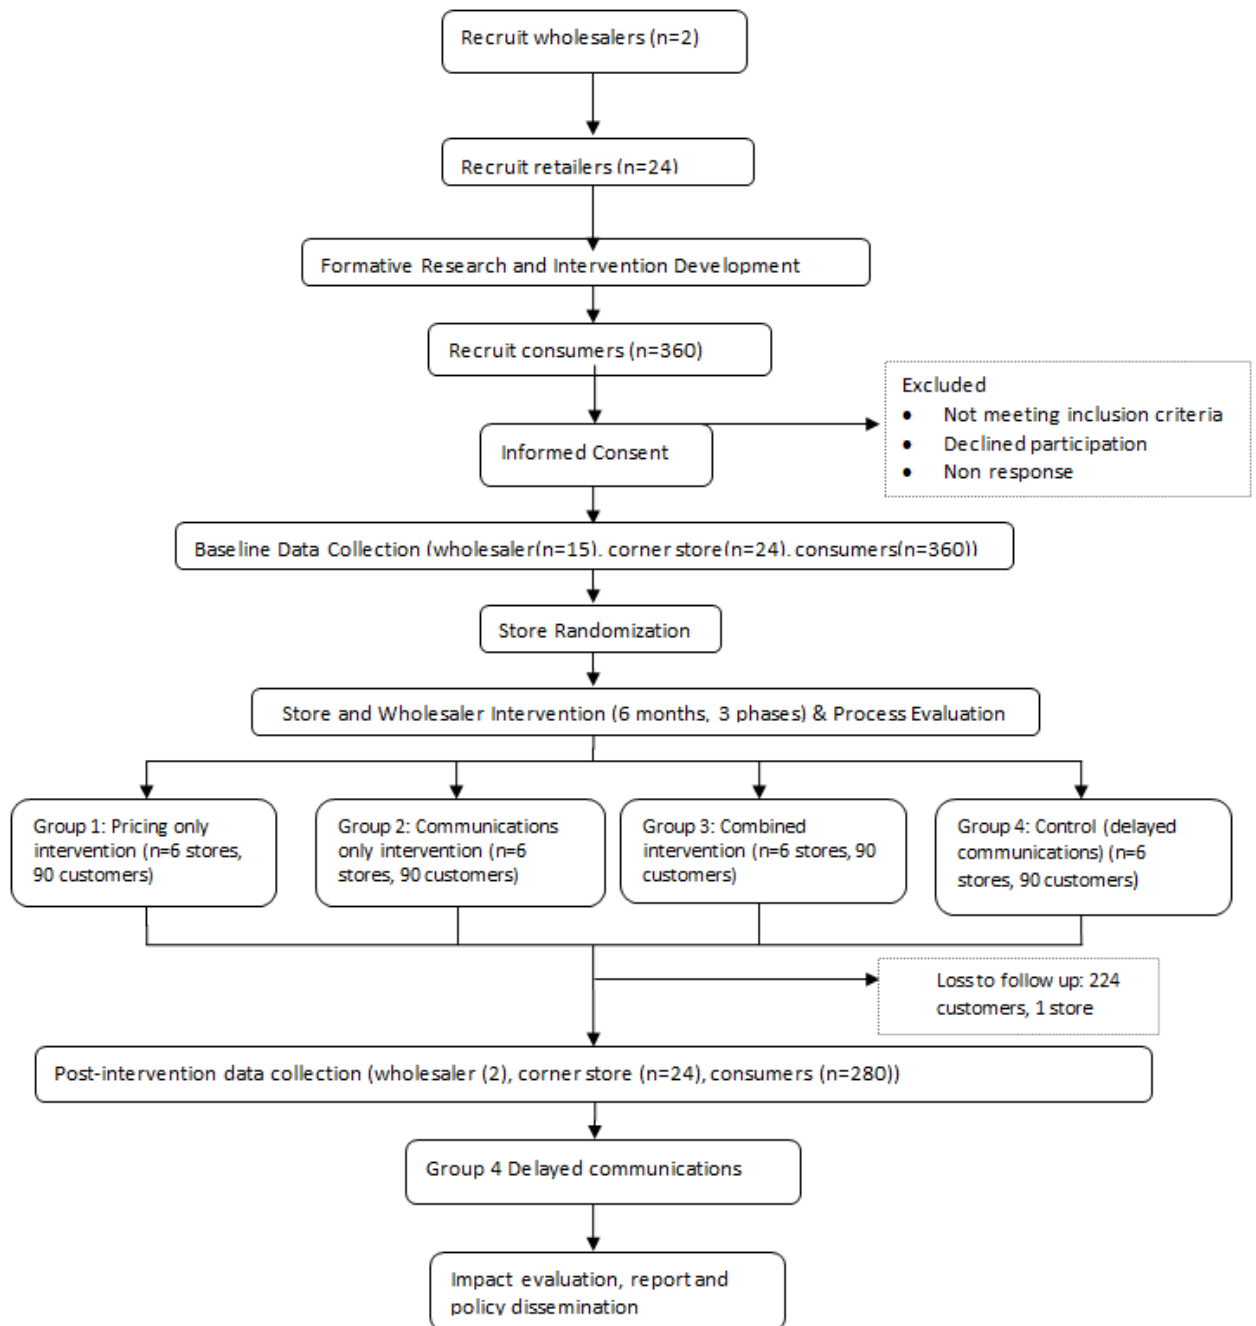 Recruit wholesalers (n=2)
Recruit retailers (n=24)
Formative Research and Intervention Development
Recruit consumers (n=360)
Excluded
• Not meeting inclusion criteria
• Declined participation
• Non response
Informed Consent
Baseline Data Collection (wholesaler(n=15), corner store(n=24), consumers(n=360))
Store Randomization
Store and Wholesaler Intervention (6 months, 3 phases) & Process Evaluation
Group 1: Pricing only
intervention (n=6 stores,
90 customers)
Group 2: Communications
only intervention (n=6
stores, 90 customers)
Group 3: Combined
intervention (n=6 stores, 90
customers)
Group 4: Control (delayed
communications) (n=6
stores, 90 customers)
Loss to follow up: 224
customers, 1 store
Post-intervention data collection (wholesaler (2), corner store (n=24), consumers (n=280))
Group 4 Delayed communications
Impact evaluation, report and
policy dissemination